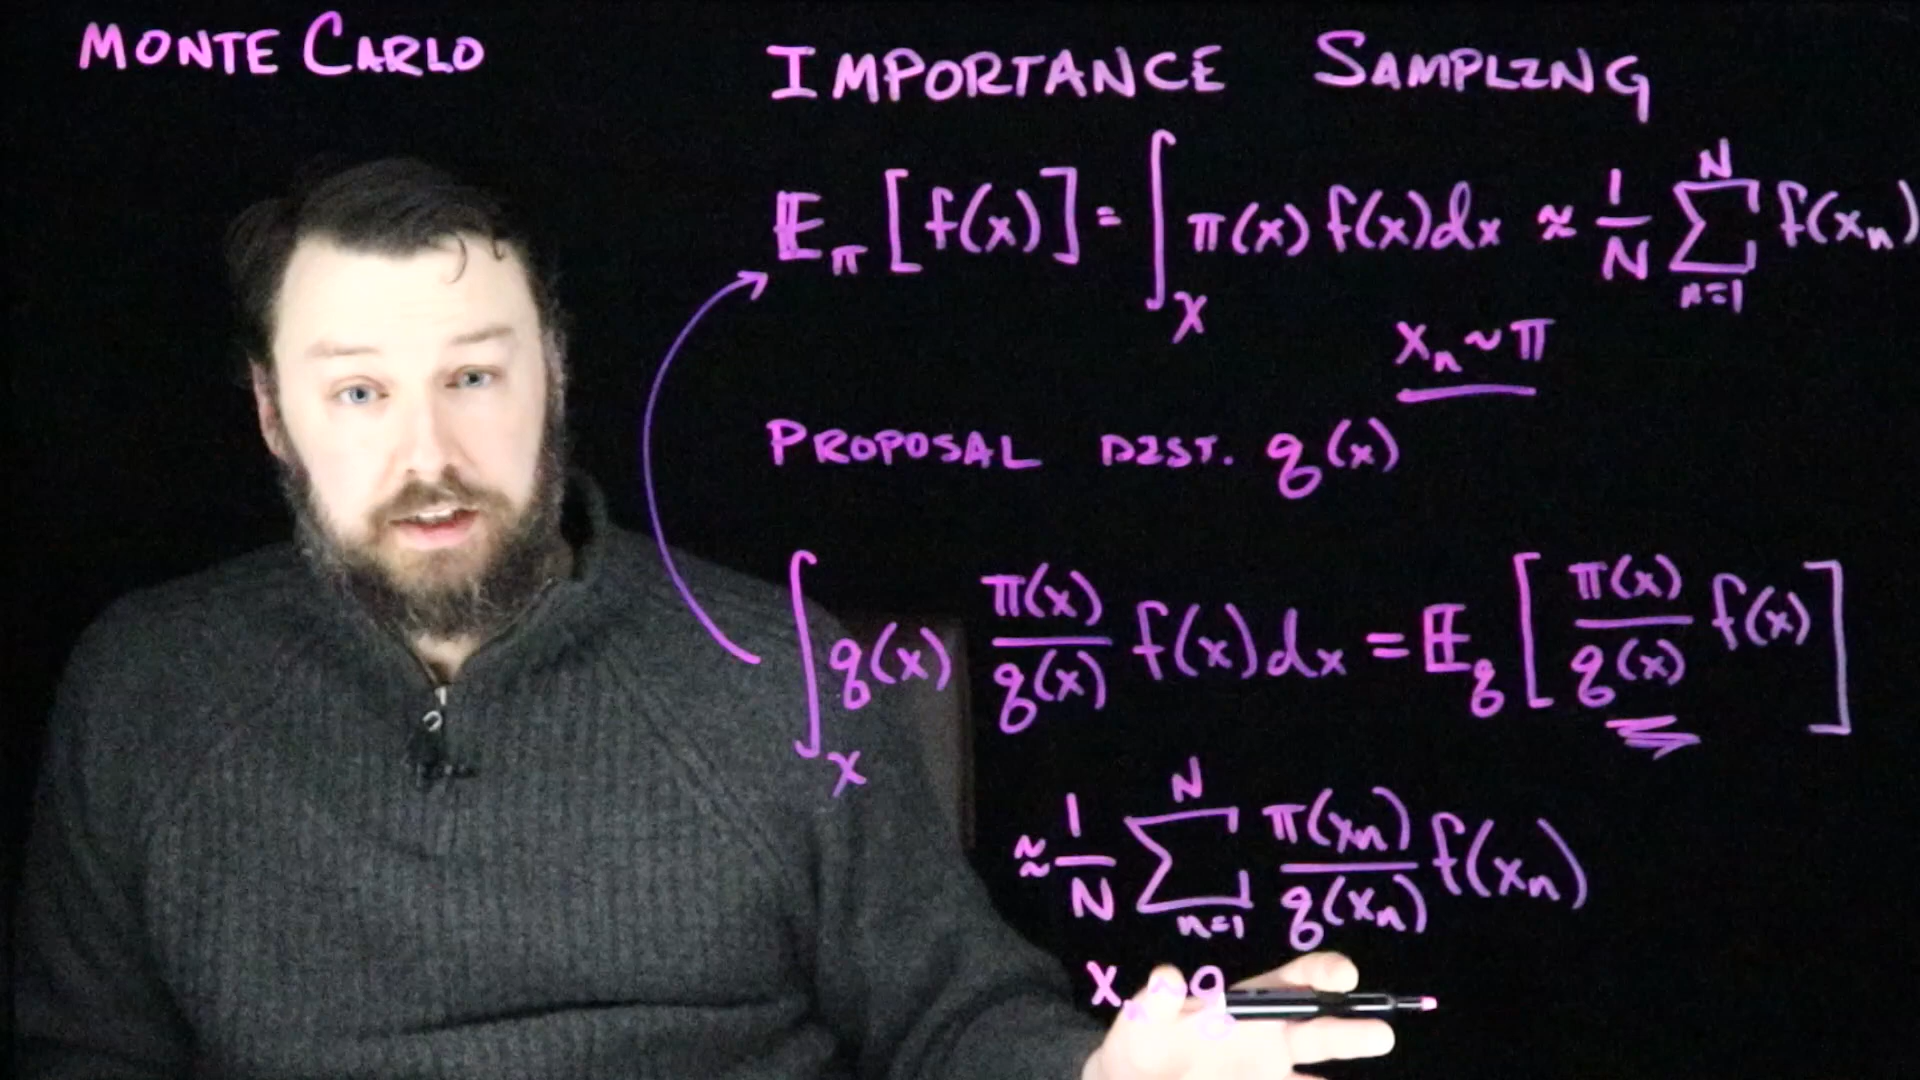 MONTE CARLO
IMPORTANCE SAMPLING
𝔼_π [f(x)] = ∫_X π(x) f(x)dx ≈ 1/N ∑_{n=1}^{N} f(x_n)
x_n ~ π
PROPOSAL DIST. q(x)
∫_X q(x) π(x)/q(x) f(x)dx = 𝔼_q [π(x)/q(x) f(x)]
≈ 1/N ∑_{n=1}^{N} π(x_n)/q(x_n) f(x_n)
x_n ~ q